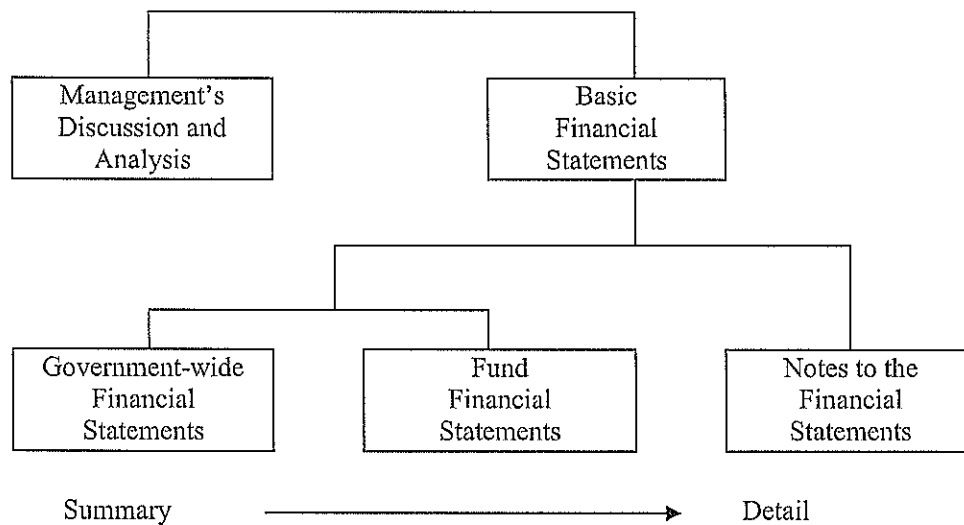 Management's
Discussion and
Analysis
Basic
Financial
Statements
Government-wide
Financial
Statements
Fund
Financial
Statements
Notes to the
Financial
Statements
Summary
Detail